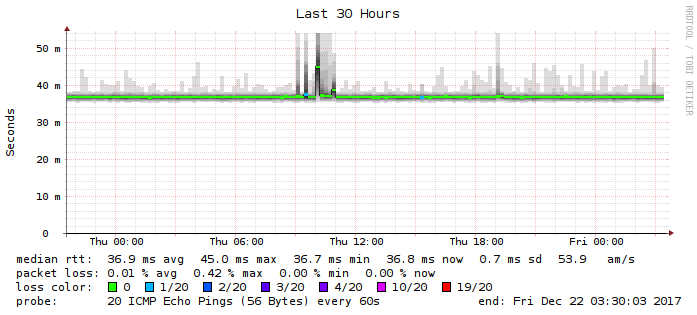 Last 30 Hours
RRDTOOL / TOBI OETIKER
Seconds
50 m
40 m
30 m
20 m
10 m
0
Thu 00:00 Thu 06:00 Thu 12:00 Thu 18:00 Fri 00:00
median rtt: 36.9 ms avg 45.0 ms max 36.7 ms min 36.8 ms now 0.7 ms sd 53.9 am/s
packet loss: 0.01 % avg 0.42 % max 0.00 % min 0.00 % now
loss color: 0 1/20 2/20 3/20 4/20 10/20 19/20
probe: 20 ICMP Echo Pings (56 Bytes) every 60s end: Fri Dec 22 03:30:03 2017